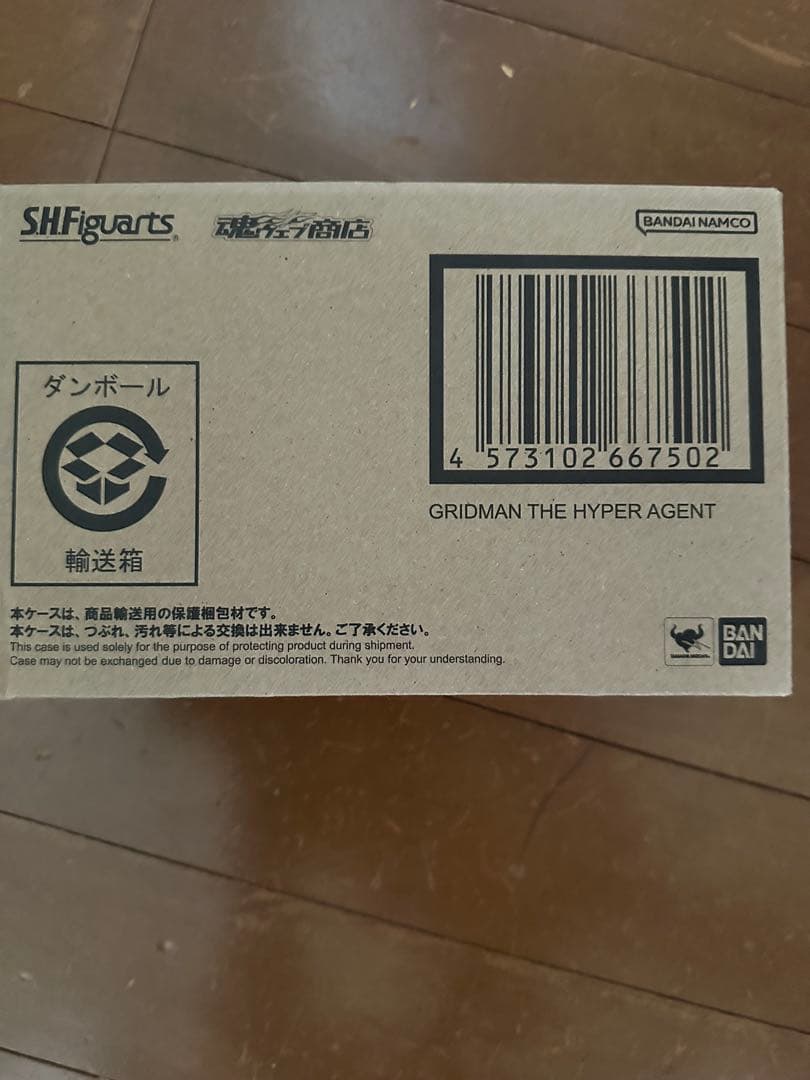 S.H.Figuarts
魂ウェブ商店
BANDAI NAMCO
4 573102 667502
GRIDMAN THE HYPER AGENT
ダンボール
輸送箱
本ケースは、商品輸送用の保護梱包材です。
本ケースは、つぶれ、汚れ等による交換は出来ません。ご了承ください。
This case is used solely for the purpose of protecting product during shipment.
Case may not be exchanged due to damage or discoloration. Thank you for your understanding.
BAN
DAI